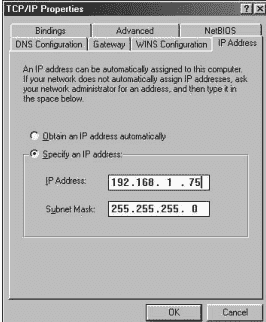 TCP/IP Properties
Bindings Advanced NetBIOS
DNS Configuration Gateway WINS Configuration IP Address
An IP address can be automatically assigned to this computer.
If your network does not automatically assign IP addresses, ask
your network administrator for an address, and then type it in
the space below.
Obtain an IP address automatically
Specify an IP address:
IP Address: 192.168. 1 .75
Subnet Mask: 255.255.255. 0
OK Cancel